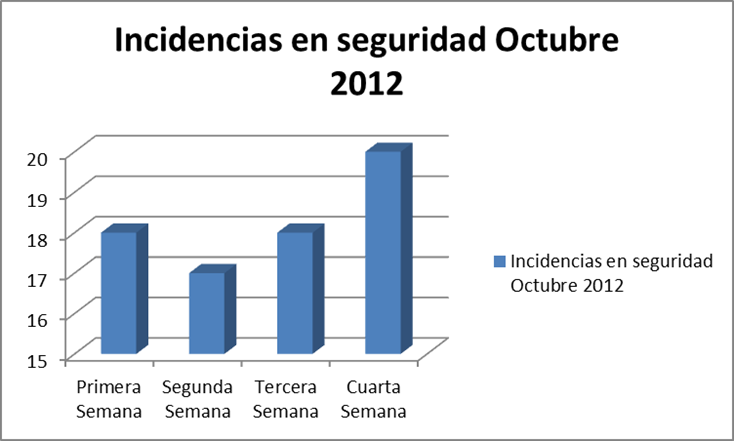 Incidencias en seguridad Octubre
2012
20
19
18
17
16
15
Primera Semana
Segunda Semana
Tercera Semana
Cuarta Semana
Incidencias en seguridad
Octubre 2012